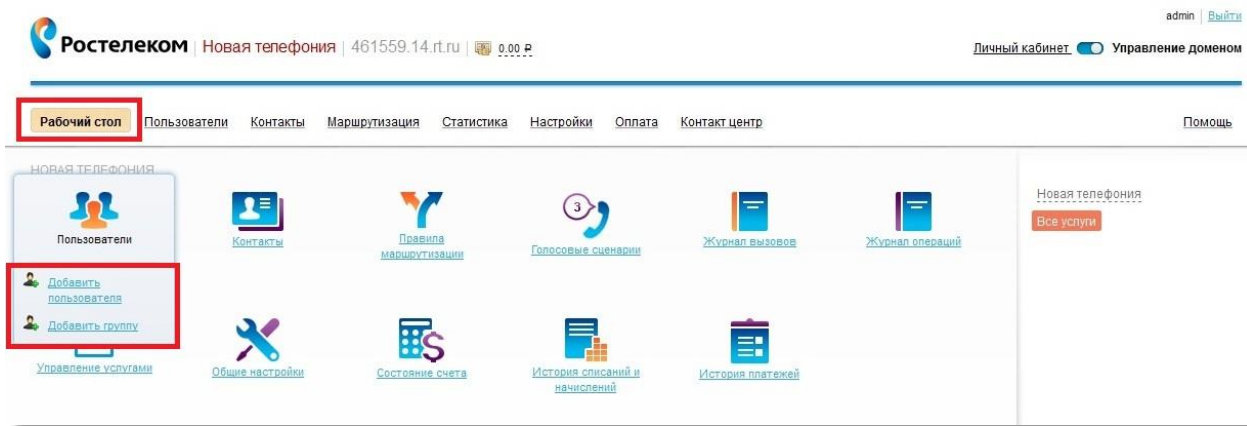 admin | Выйти
Ростелеком | Новая телефония | 461559.14.rt.ru | 0.00 ₽
Личный кабинет Управление доменом
Рабочий стол Пользователи Контакты Маршрутизация Статистика Настройки Оплата Контакт центр Помощь
НОВАЯ ТЕЛЕФОНИЯ
Пользователи
Контакты
Правила
маршрутизации
3
Голосовые сценарии
Журнал вызовов
Журнал операций
Новая телефония
Все услуги
Добавить
пользователя
Добавить группу
Управление услугами
Общие настройки
Состояние счета
История списаний и
начислений
История платежей